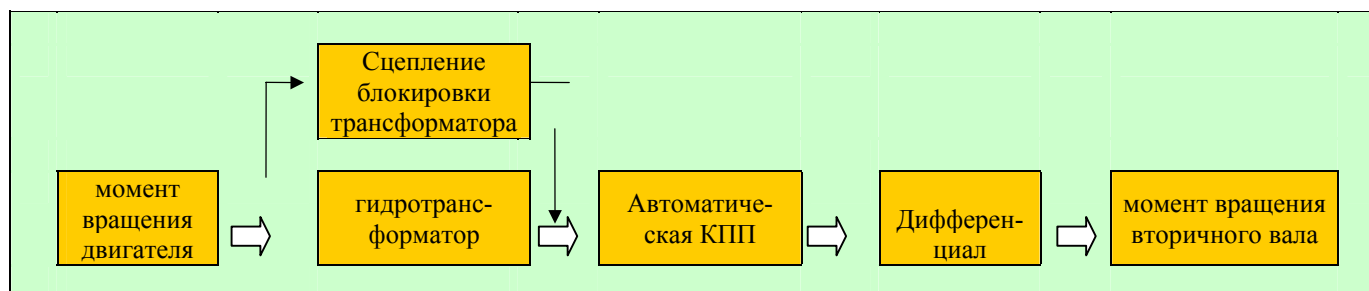 Сцепление
блокировки
трансформатора
момент
вращения
двигателя
гидротранс-
форматор
Автоматиче-
ская КПП
Дифферен-
циал
момент вращения
вторичного вала